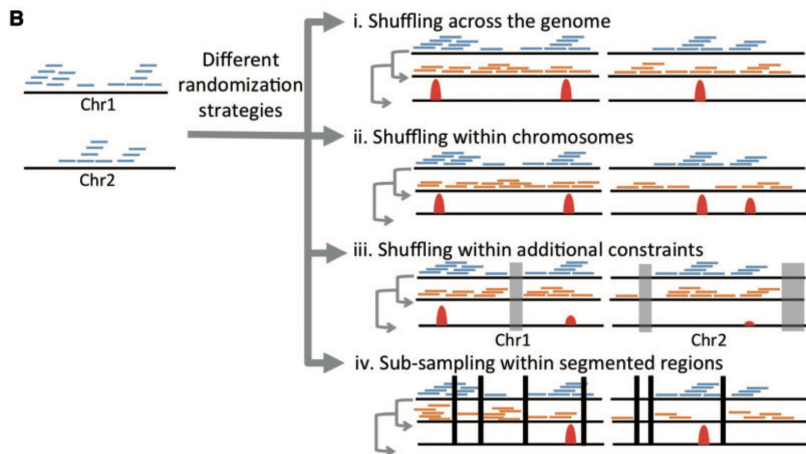 B
i. Shuffling across the genome
Different
randomization
strategies
Chr1
ii. Shuffling within chromosomes
Chr2
iii. Shuffling within additional constraints
Chr1
Chr2
iv. Sub-sampling within segmented regions